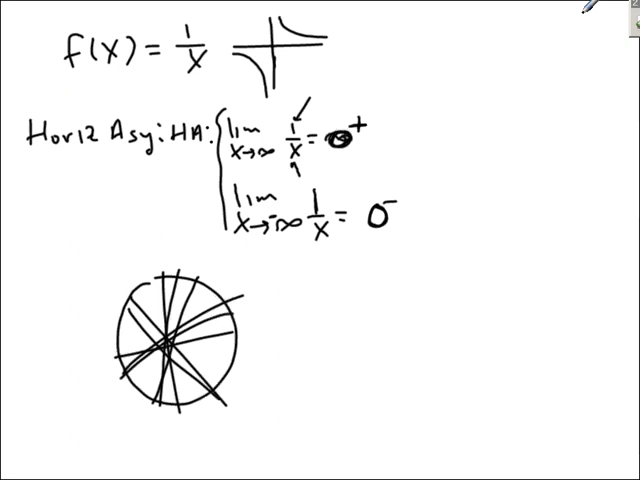 f(x) = 1/x
Horiz Asy: HA: lim x→∞ 1/x = 0⁺
lim x→-∞ 1/x = 0⁻